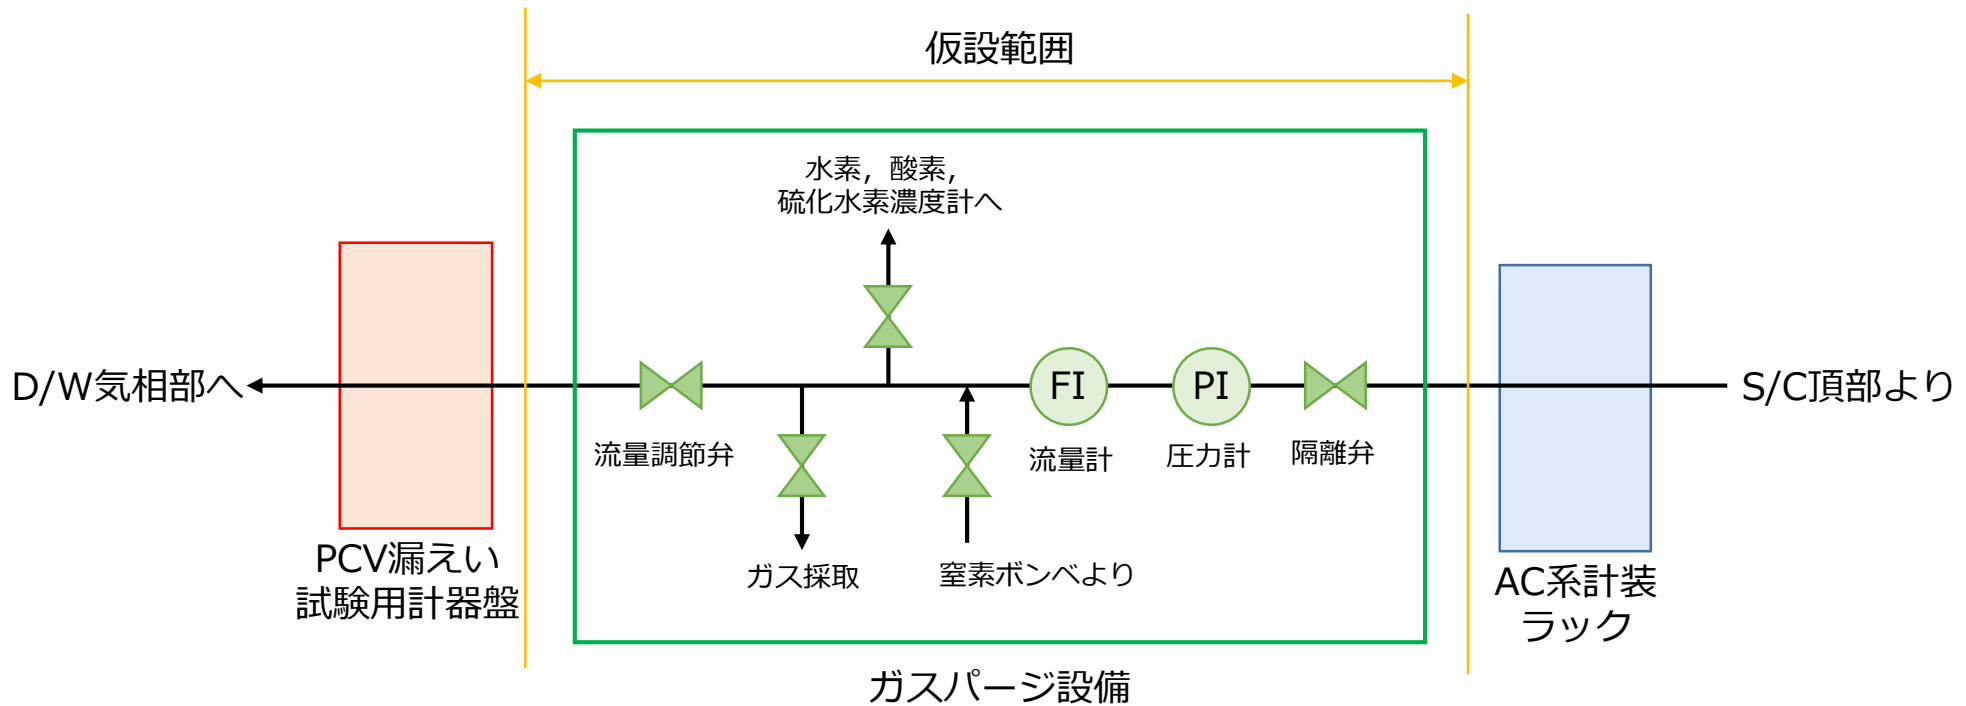 仮設範囲
水素，酸素，
硫化水素濃度計へ
D/W気相部へ
FI
PI
S/C頂部より
流量調節弁
流量計
圧力計
隔離弁
PCV漏えい
試験用計器盤
ガス採取
窒素ボンベより
AC系計装
ラック
ガスパージ設備